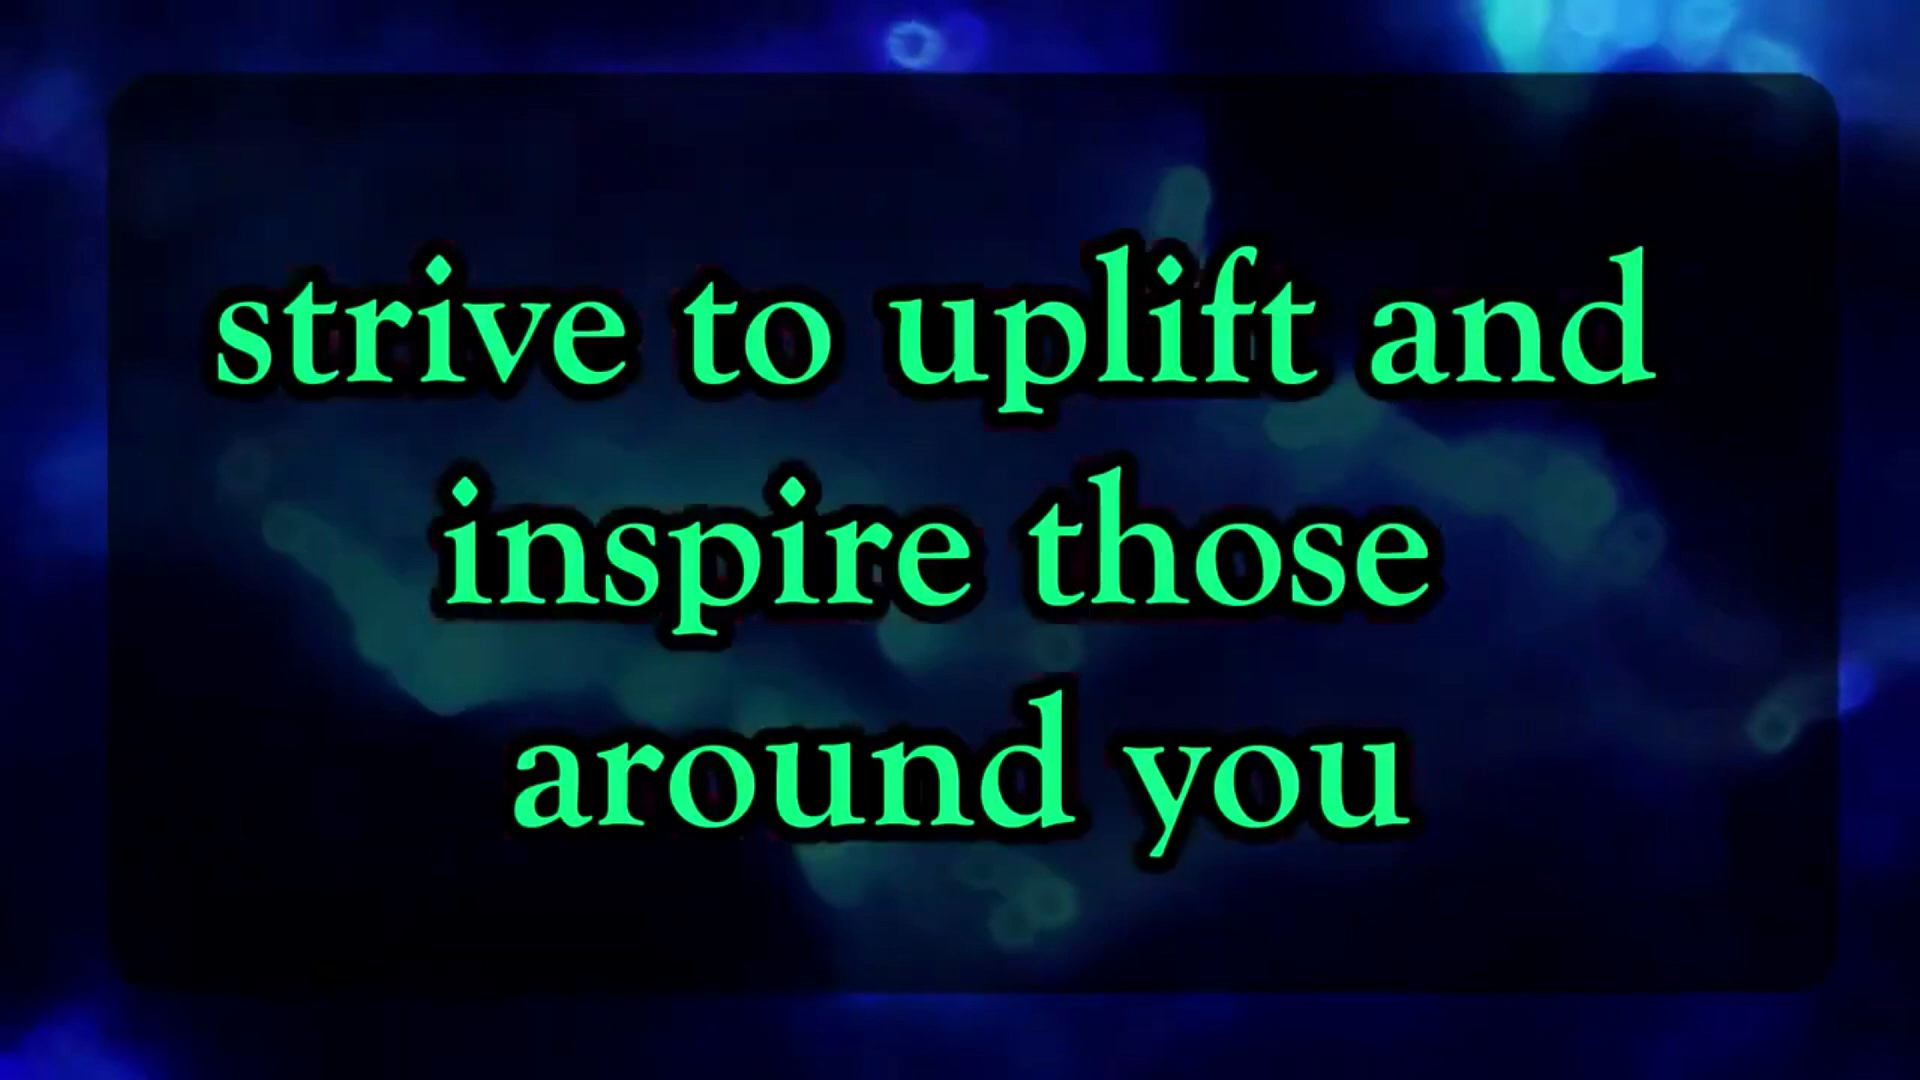 strive to uplift and
inspire those
around you